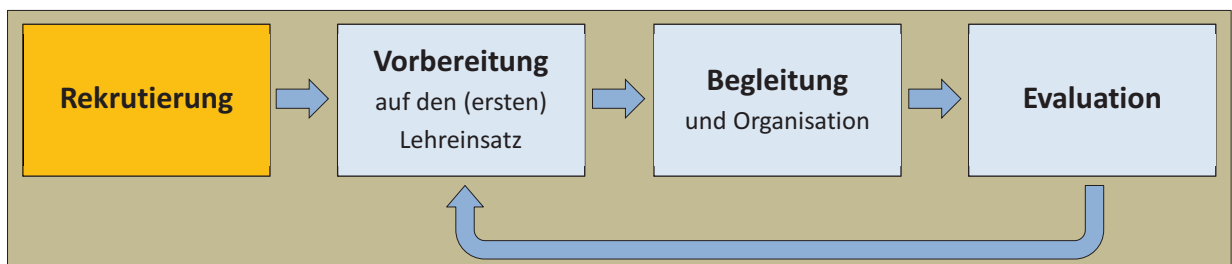 Rekrutierung
Vorbereitung
auf den (ersten)
Lehreinsatz
Begleitung
und Organisation
Evaluation